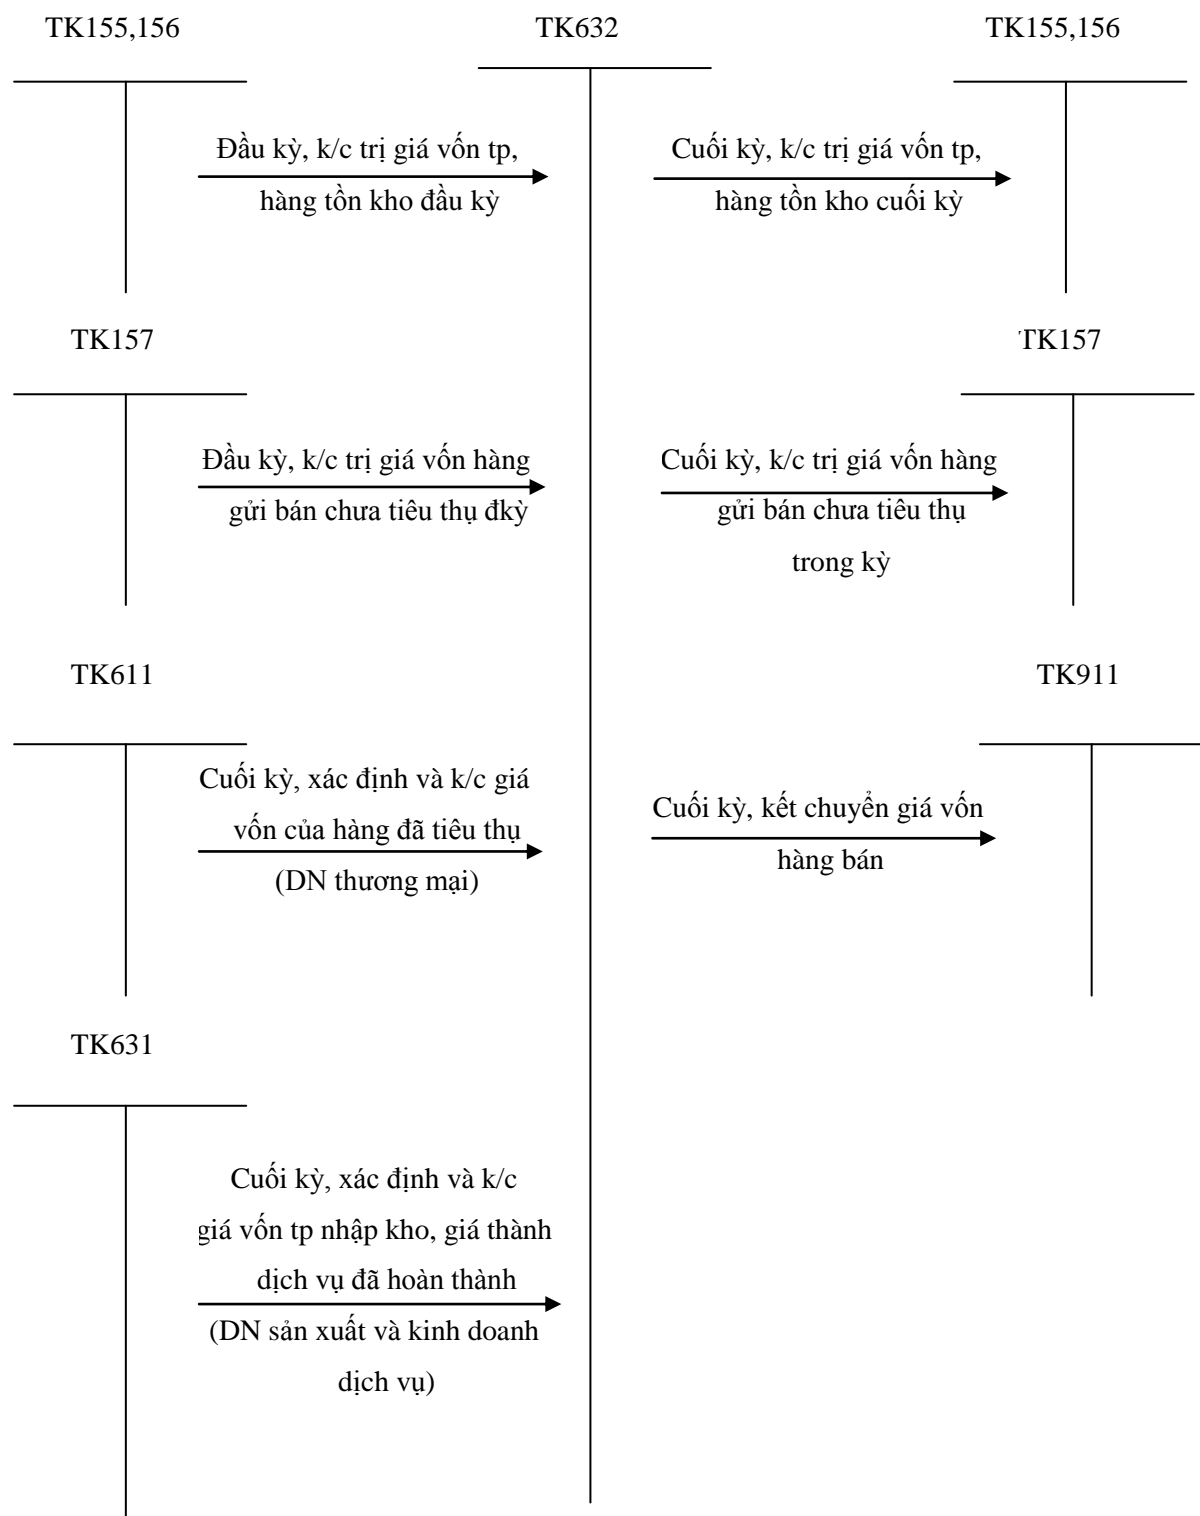 TK155,156
TK632
TK155,156
Đầu kỳ, k/c trị giá vốn tp,
hàng tồn kho đầu kỳ
Cuối kỳ, k/c trị giá vốn tp,
hàng tồn kho cuối kỳ
TK157
TK157
Đầu kỳ, k/c trị giá vốn hàng
gửi bán chưa tiêu thụ đkỳ
Cuối kỳ, k/c trị giá vốn hàng
gửi bán chưa tiêu thụ
trong kỳ
TK611
TK911
Cuối kỳ, xác định và k/c giá
vốn của hàng đã tiêu thụ
(DN thương mại)
Cuối kỳ, kết chuyển giá vốn
hàng bán
TK631
Cuối kỳ, xác định và k/c
giá vốn tp nhập kho, giá thành
dịch vụ đã hoàn thành
(DN sản xuất và kinh doanh
dịch vụ)